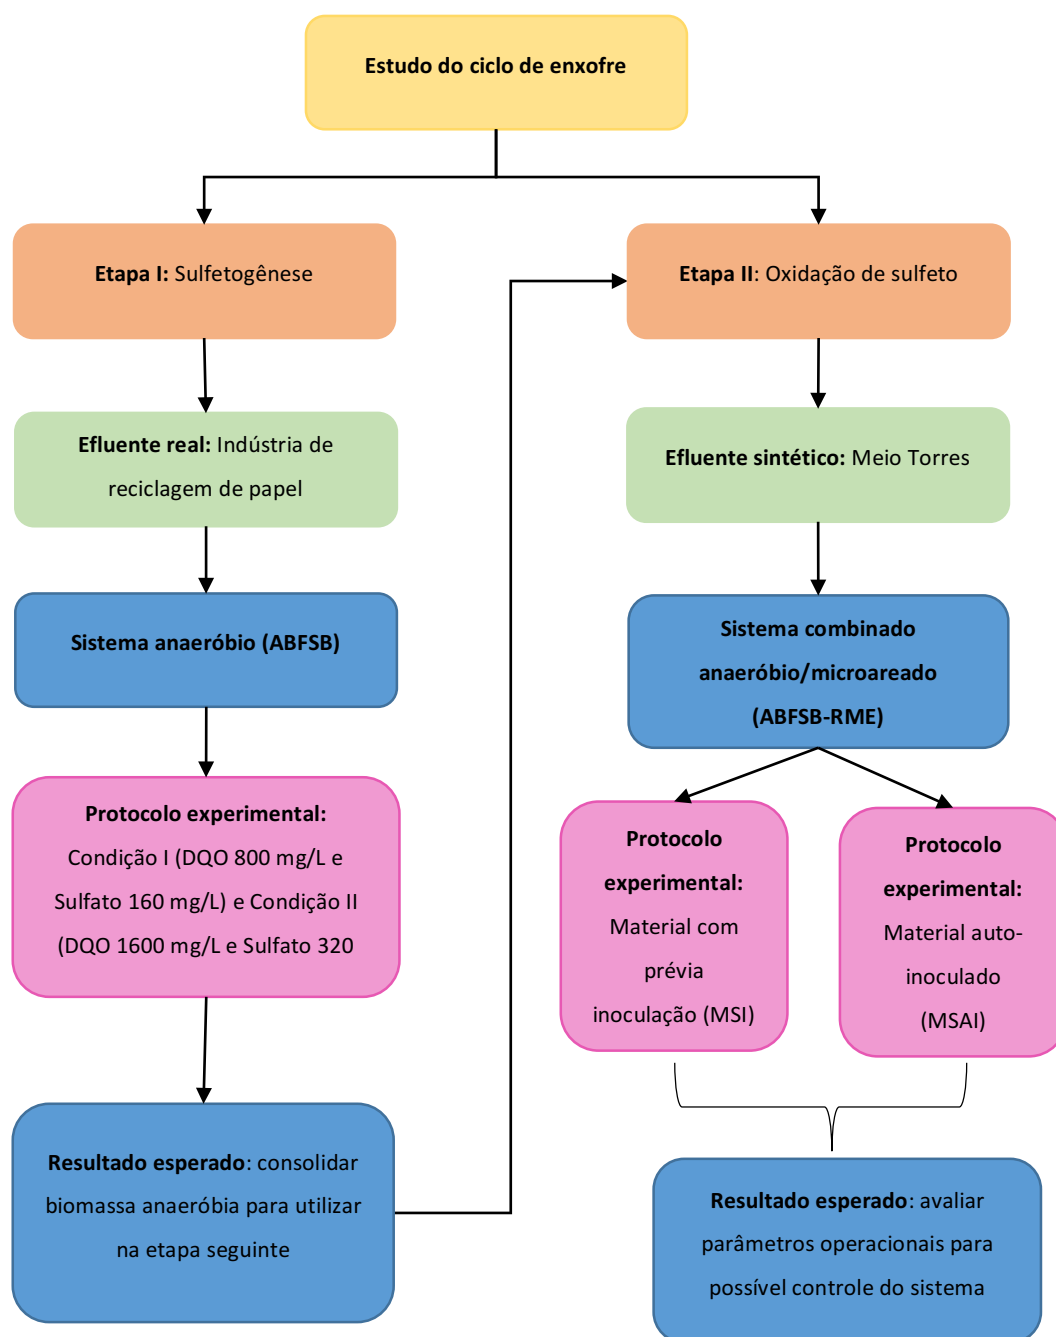 Estudo do ciclo de enxofre
Etapa I: Sulfetogênese
Efluente real: Indústria de
reciclagem de papel
Sistema anaeróbio (ABFSB)
Protocolo experimental:
Condição I (DQO 800 mg/L e
Sulfato 160 mg/L) e Condição II
(DQO 1600 mg/L e Sulfato 320
Resultado esperado: consolidar
biomassa anaeróbia para utilizar
na etapa seguinte
Etapa II: Oxidação de sulfeto
Efluente sintético: Meio Torres
Sistema combinado
anaeróbio/microareado
(ABFSB-RME)
Protocolo
experimental:
Material com
prévia
inoculação (MSI)
Protocolo
experimental:
Material auto-
inoculado
(MSAI)
Resultado esperado: avaliar
parâmetros operacionais para
possível controle do sistema